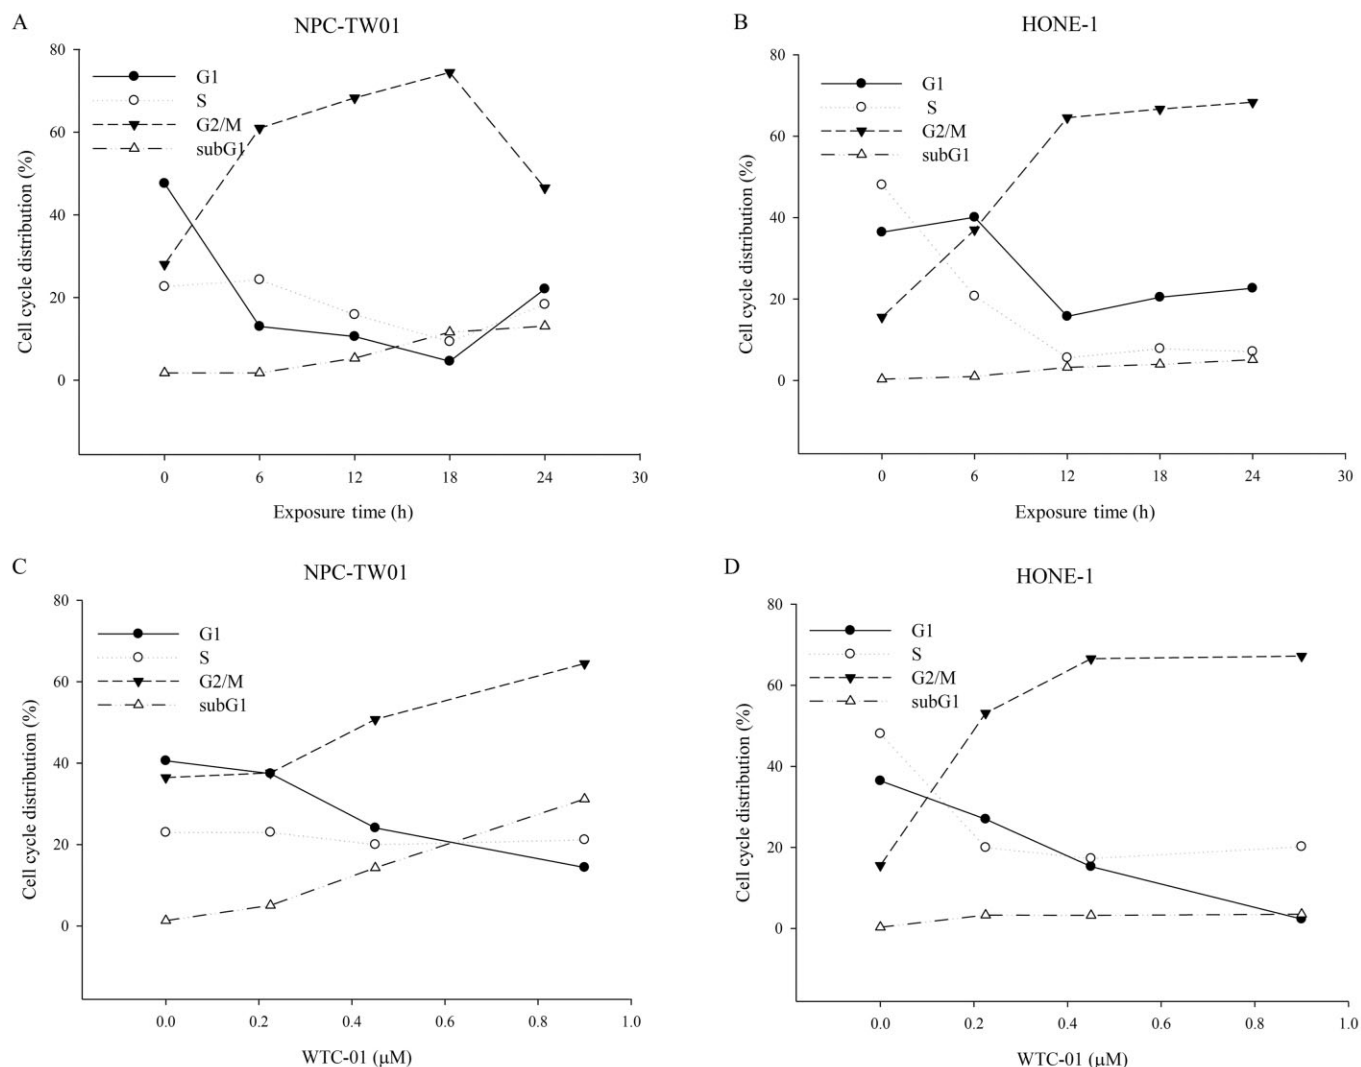 A
NPC-TW01
80
60
40
20
0
Cell cycle distribution (%)
G1
S
G2/M
subG1
0 6 12 18 24 30
Exposure time (h)
B
HONE-1
80
60
40
20
0
Cell cycle distribution (%)
G1
S
G2/M
subG1
0 6 12 18 24 30
Exposure time (h)
C
NPC-TW01
80
60
40
20
0
Cell cycle distribution (%)
G1
S
G2/M
subG1
0.0 0.2 0.4 0.6 0.8 1.0
WTC-01 (μM)
D
HONE-1
80
60
40
20
0
Cell cycle distribution (%)
G1
S
G2/M
subG1
0.0 0.2 0.4 0.6 0.8 1.0
WTC-01 (μM)